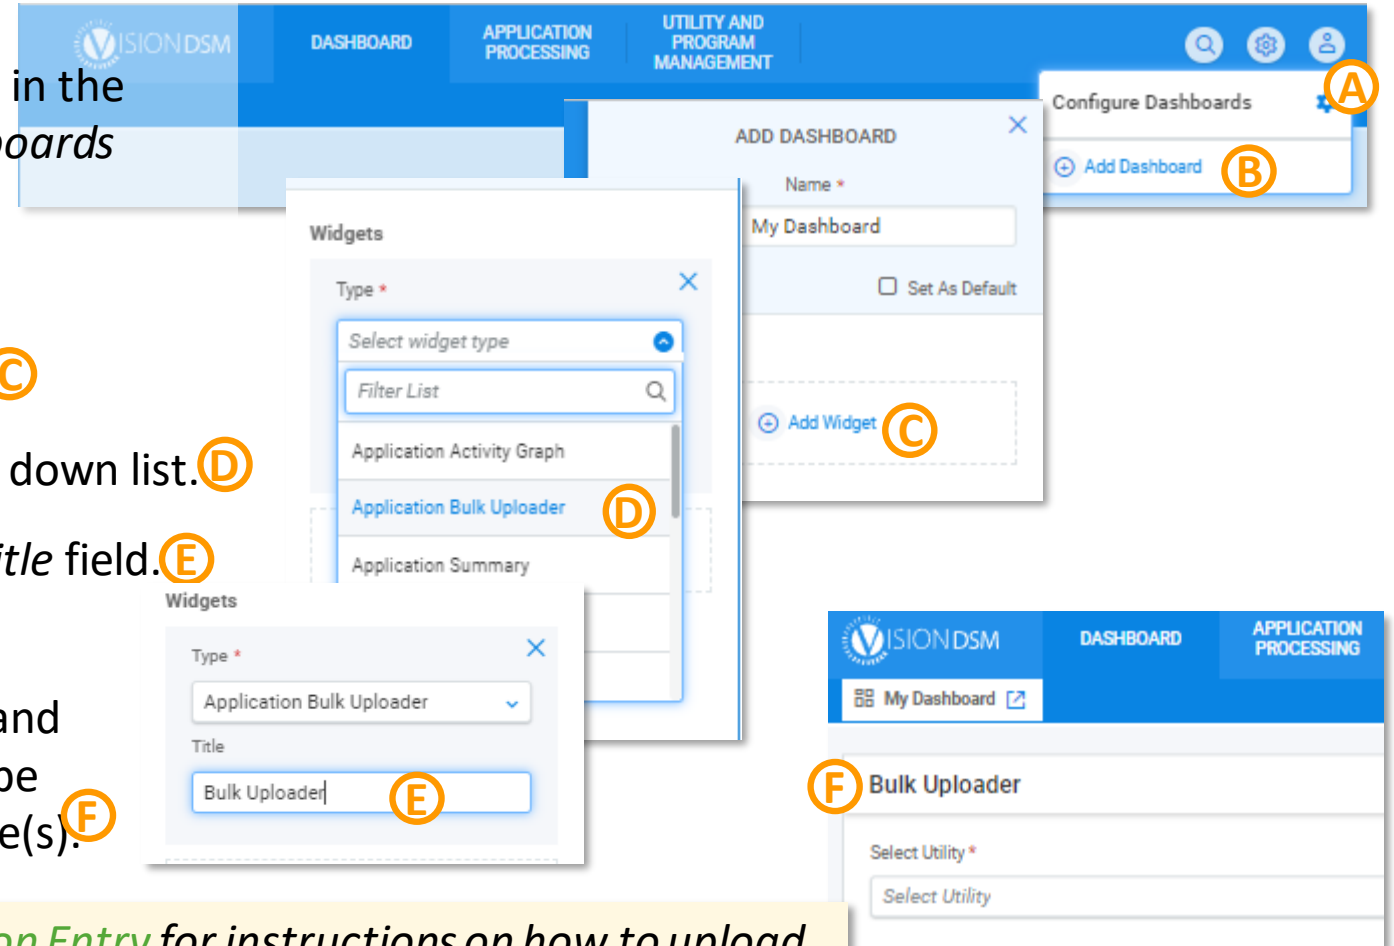 VISIONDSM
DASHBOARD
APPLICATION
PROCESSING
UTILITY AND
PROGRAM
MANAGEMENT
in the
boards
Configure Dashboards
A
Add Dashboard
B
ADD DASHBOARD
Name *
My Dashboard
Set As Default
Add Widget
C
Widgets
Type *
Select widget type
Filter List
Application Activity Graph
Application Bulk Uploader
D
Application Summary
C
down list. D
itle field. E
and
be
e(s). F
Widgets
Type *
Application Bulk Uploader
Title
Bulk Uploader
E
VISIONDSM
DASHBOARD
APPLICATION
PROCESSING
My Dashboard
F
Bulk Uploader
Select Utility *
Select Utility
on Entry for instructions on how to upload